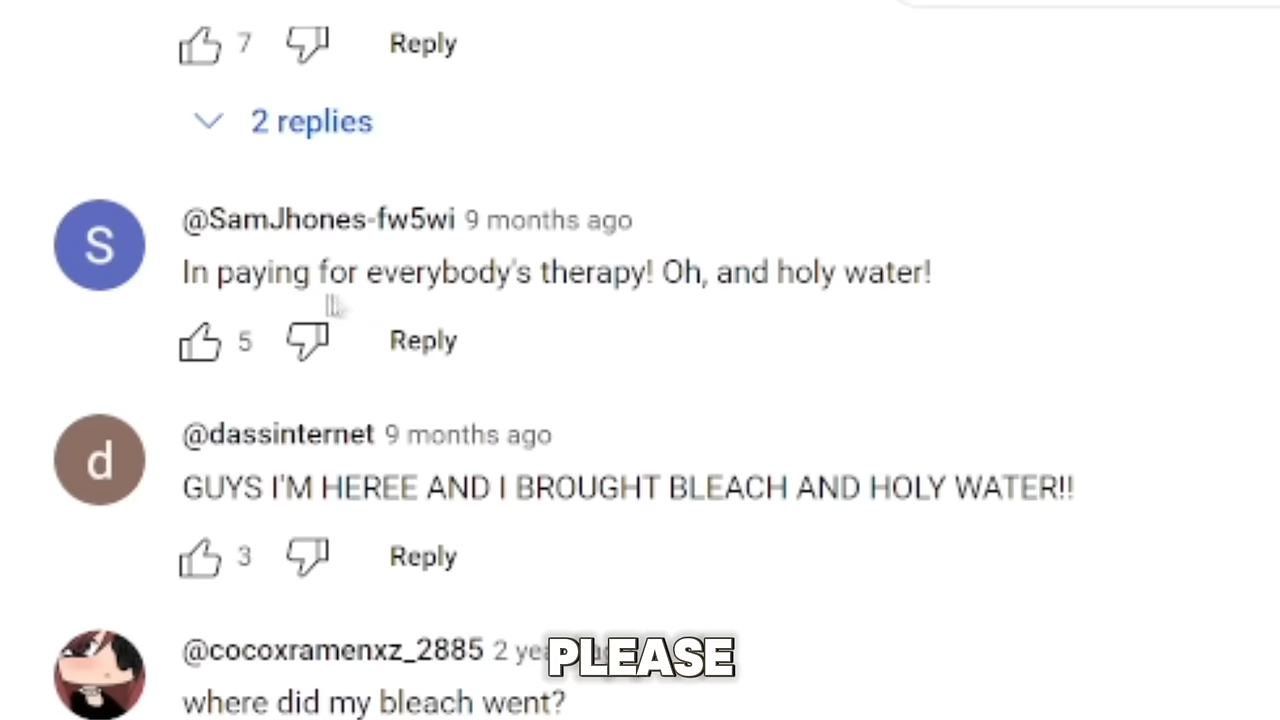 7 Reply
2 replies
S
@SamJhones-fw5wi 9 months ago
In paying for everybody's therapy! Oh, and holy water!
5 Reply
d
@dassinternet 9 months ago
GUYS I'M HEREE AND I BROUGHT BLEACH AND HOLY WATER!!
3 Reply
@cocoxramenxz_2885 2
PLEASE
where did my bleach went?